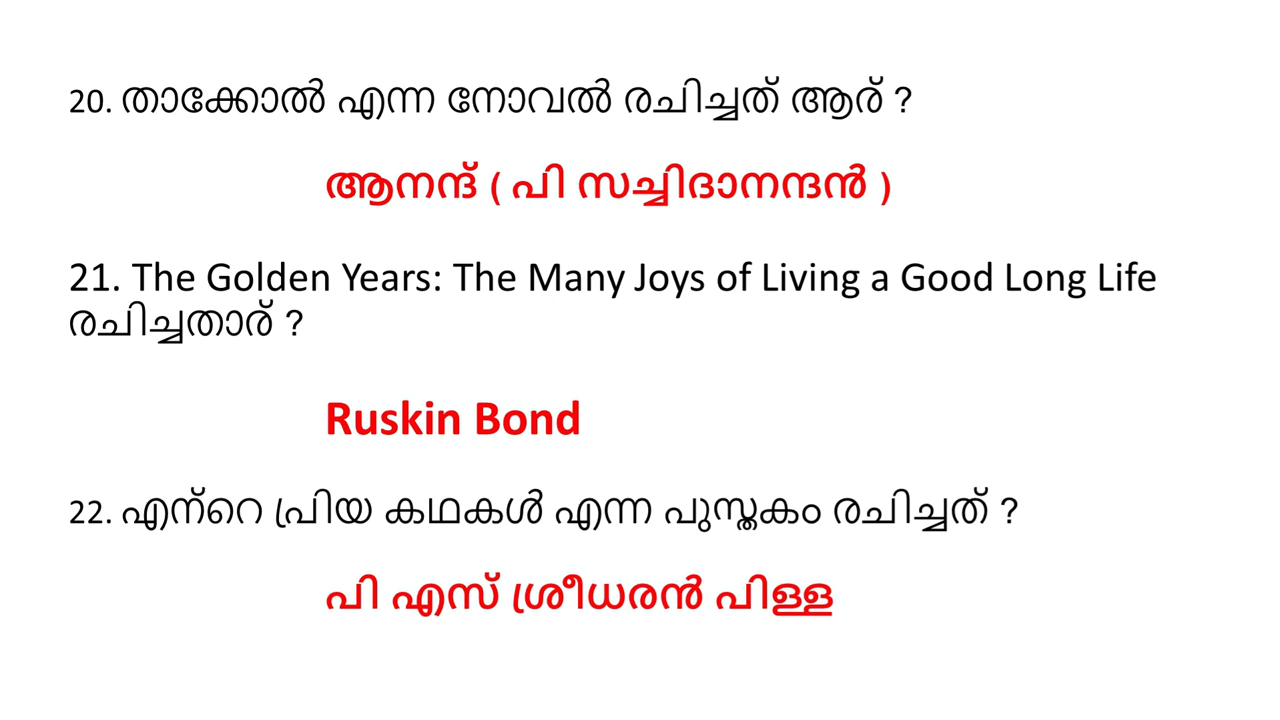 20. താക്കോൽ എന്ന നോവൽ രചിച്ചത് ആര് ?
ആനന്ദ് ( പി സച്ചിദാനന്ദൻ )
21. The Golden Years: The Many Joys of Living a Good Long Life
രചിച്ചതാര് ?
Ruskin Bond
22. എന്റെ പ്രിയ കഥകൾ എന്ന പുസ്തകം രചിച്ചത് ?
പി എസ് ശ്രീധരൻ പിള്ള